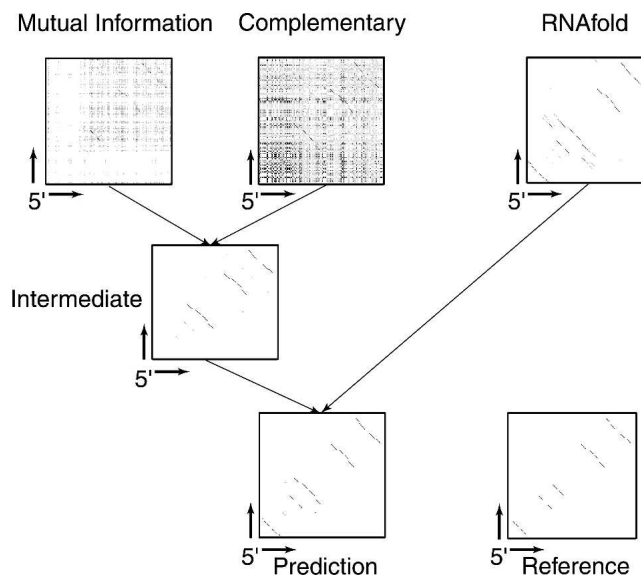 Mutual Information
Complementary
RNAfold
5'
5'
5'
Intermediate
5'
5'
Prediction
5'
Reference